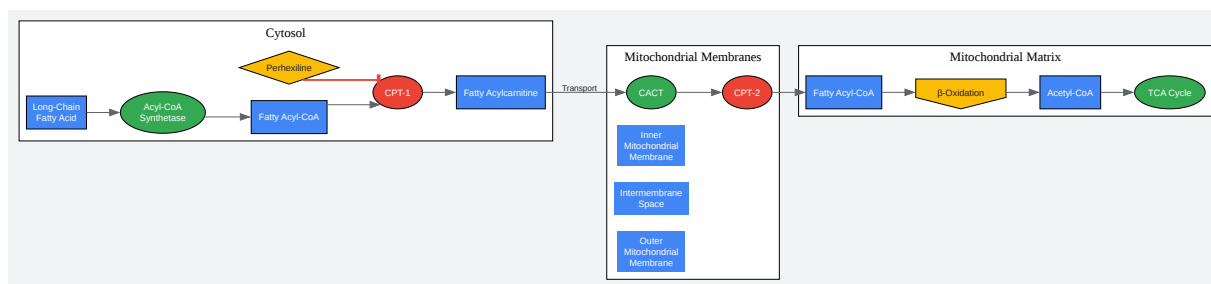 Cytosol
Perhexiline
Long-Chain
Fatty Acid
Acyl-CoA
Synthetase
Fatty Acyl-CoA
CPT-1
Fatty Acylcarnitine
Transport
Mitochondrial Membranes
CACT
CPT-2
Inner
Mitochondrial
Membrane
Intermembrane
Space
Outer
Mitochondrial
Membrane
Mitochondrial Matrix
Fatty Acyl-CoA
β-Oxidation
Acetyl-CoA
TCA Cycle